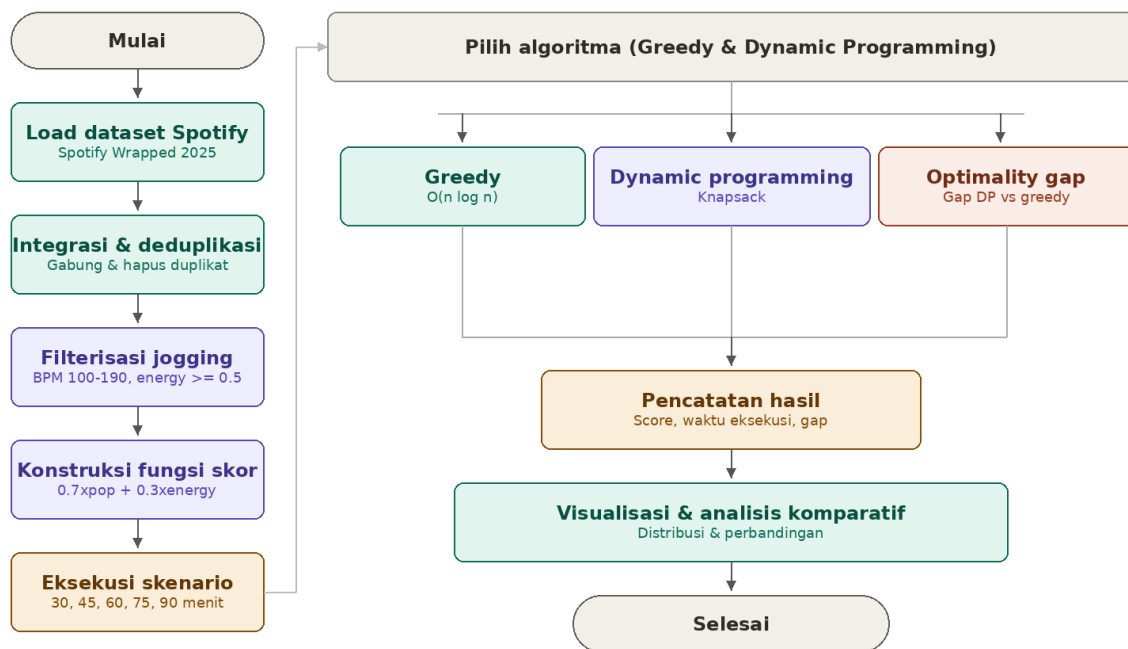 Mulai
Load dataset Spotify
Spotify Wrapped 2025
Integrasi & deduplikasi
Gabung & hapus duplikat
Filterisasi jogging
BPM 100-190, energy >= 0.5
Konstruksi fungsi skor
0.7xpop + 0.3xenergy
Eksekusi skenario
30, 45, 60, 75, 90 menit
Pilih algoritma (Greedy & Dynamic Programming)
Greedy
O(n log n)
Dynamic programming
Knapsack
Optimality gap
Gap DP vs greedy
Pencatatan hasil
Score, waktu eksekusi, gap
Visualisasi & analisis komparatif
Distribusi & perbandingan
Selesai